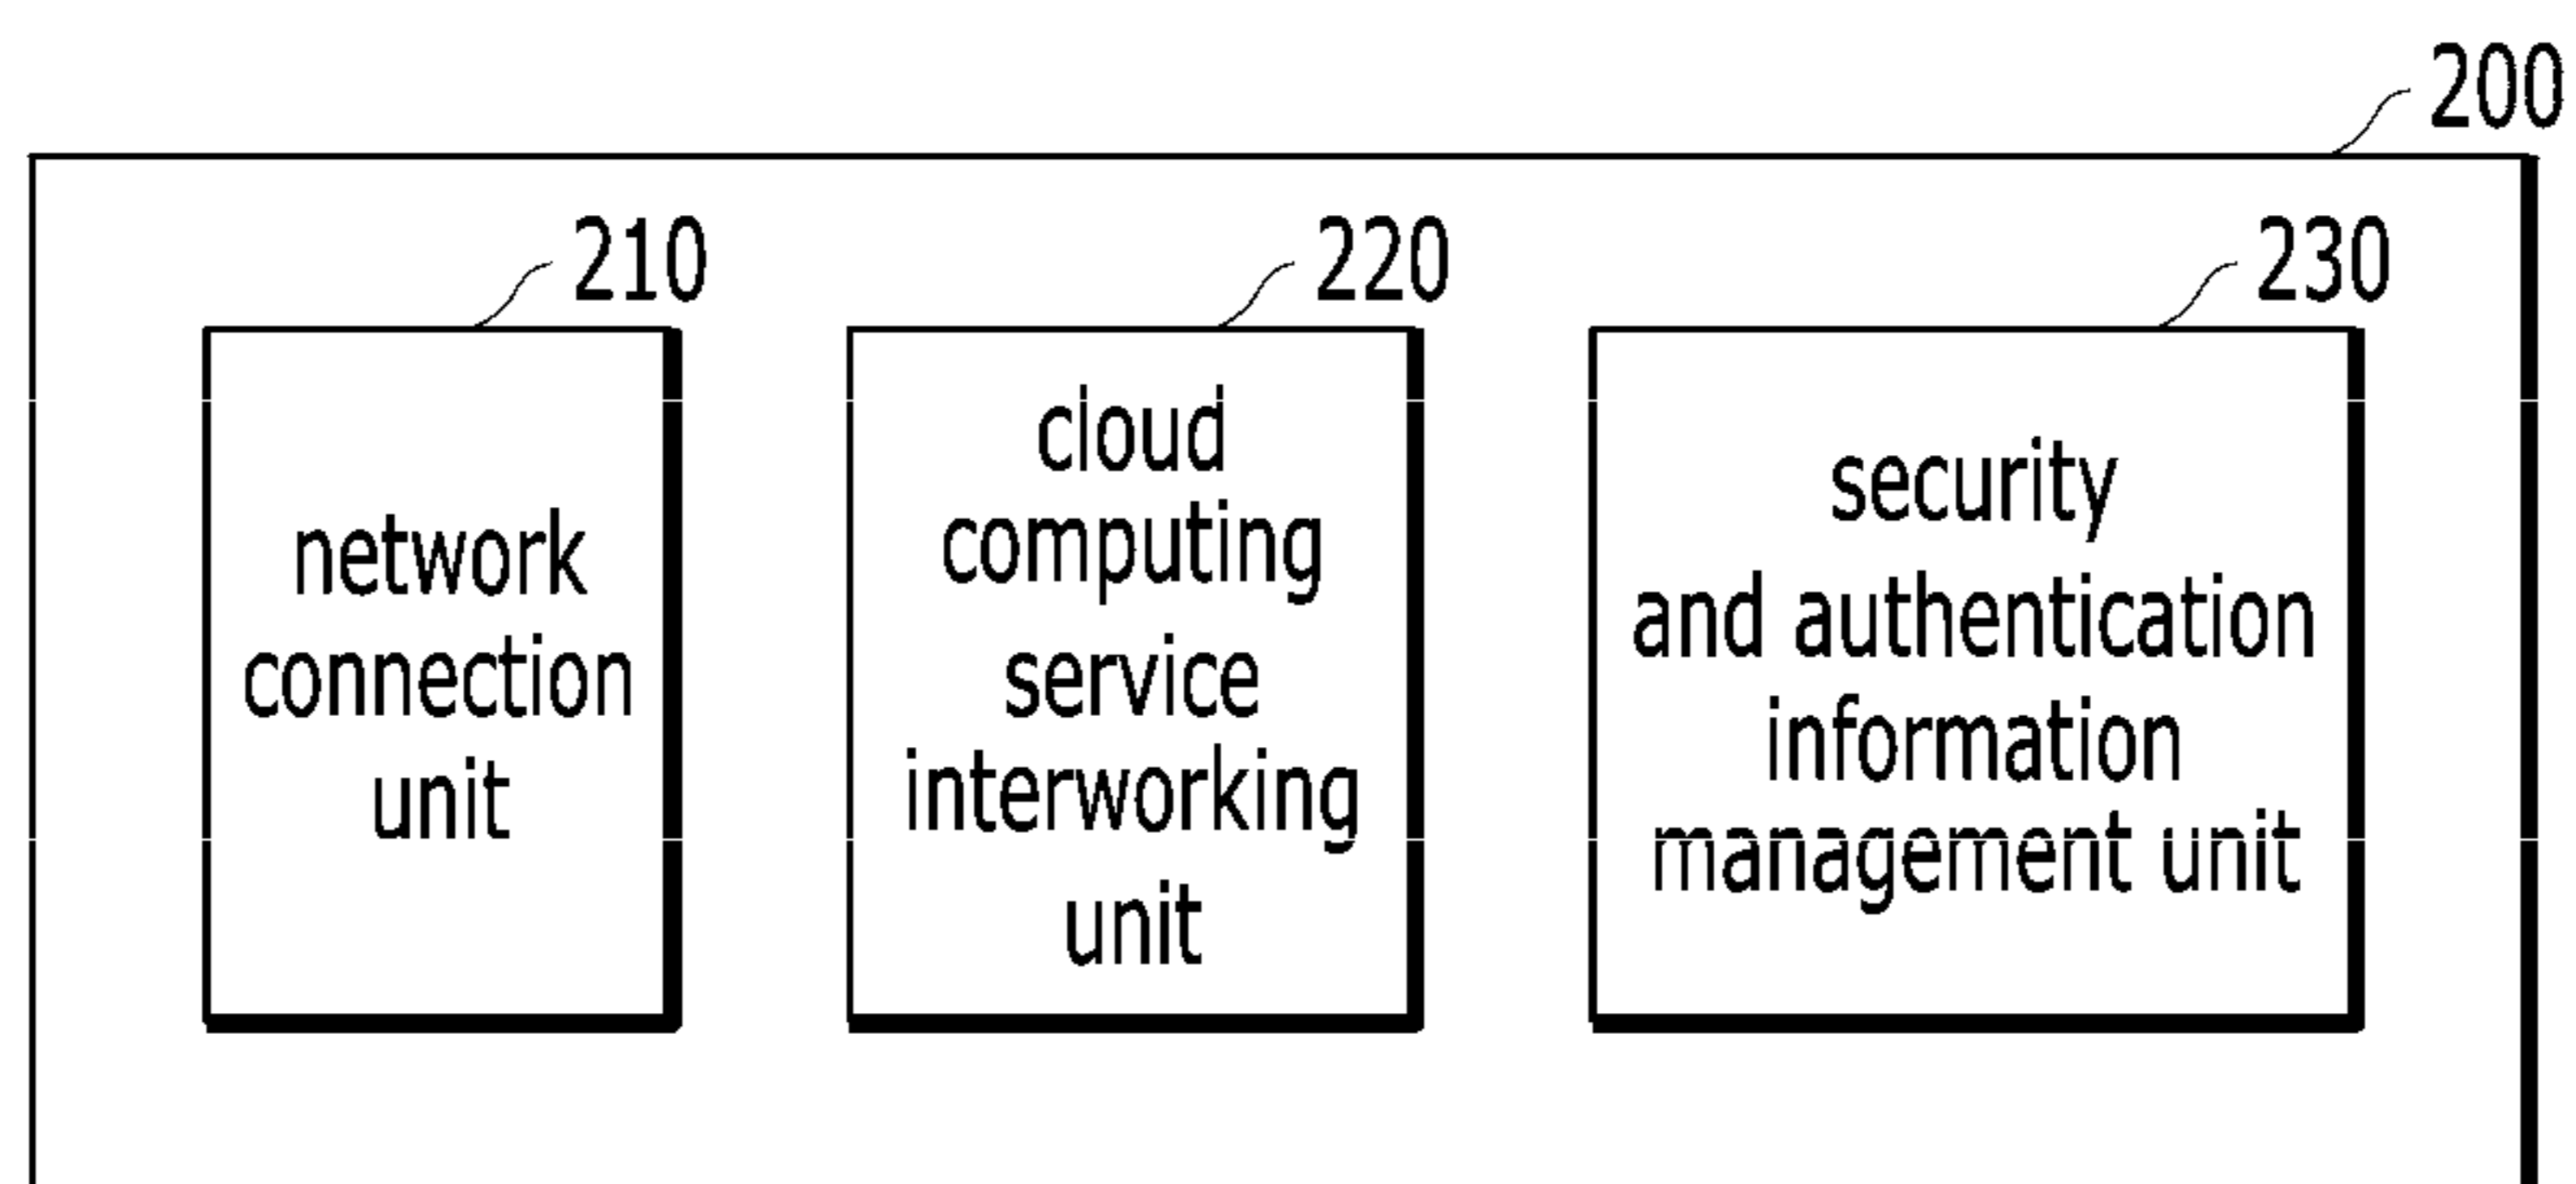 200
210
220
230
network
connection
unit
cloud
computing
service
interworking
unit
security
and authentication
information
management unit